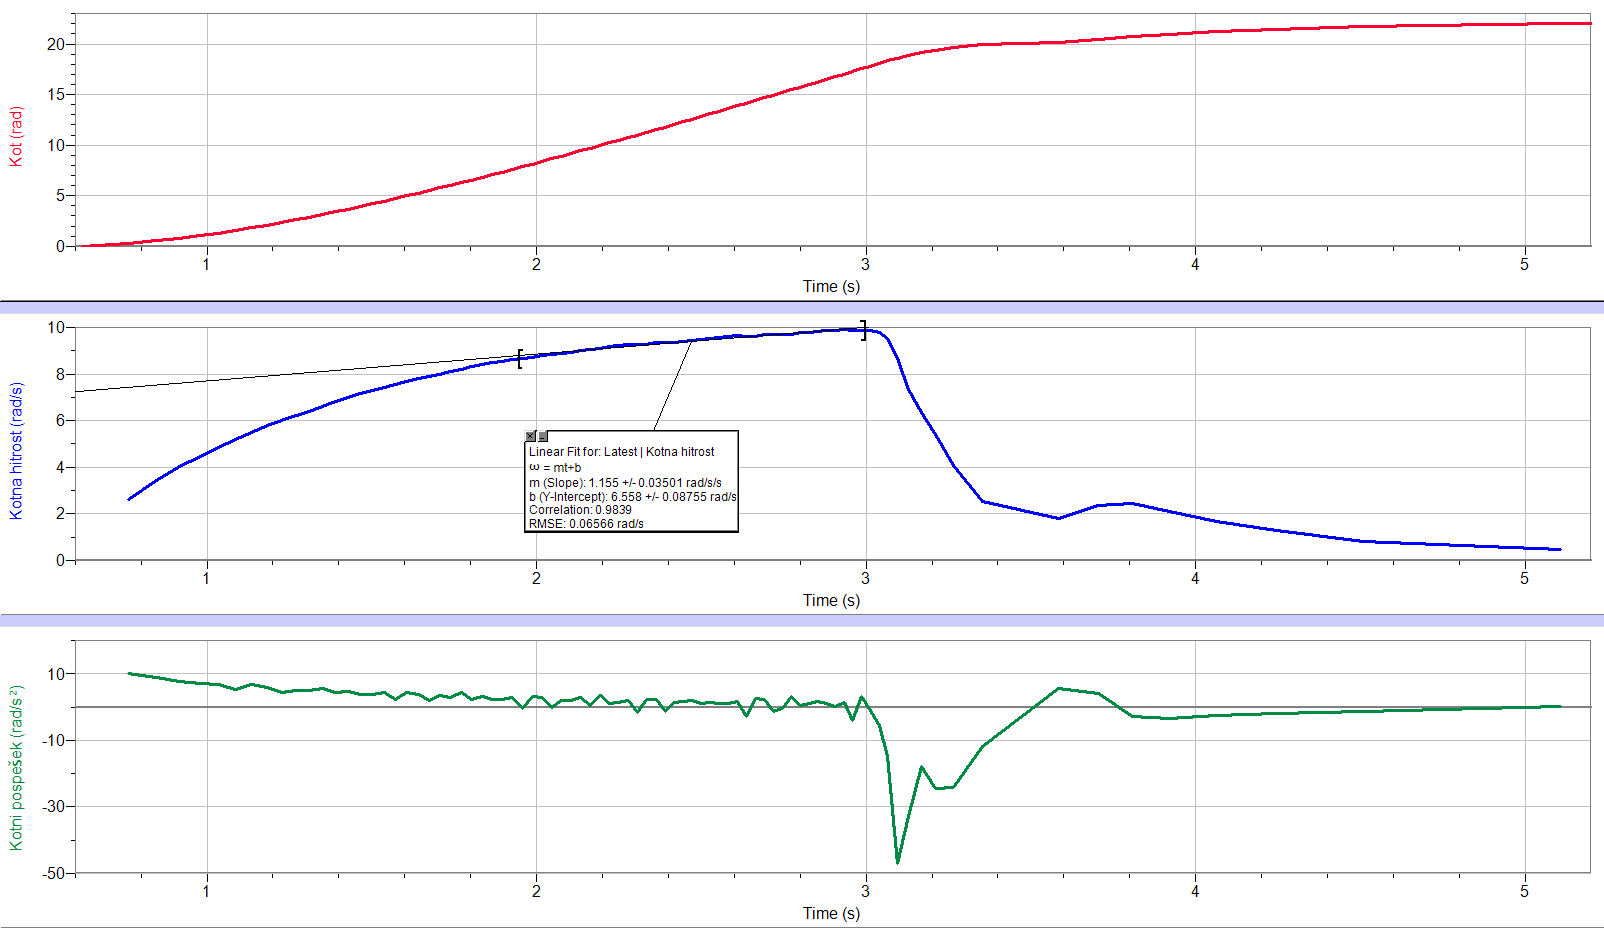 Kot (rad)
20
15
10
5
0
1 2 3 4 5
Time (s)
Kotna hitrost (rad/s)
10
8
6
4
2
0
Linear Fit for: Latest | Kotna hitrost
ω = mt+b
m (Slope): 1.155 +/- 0.03501 rad/s/s
b (Y-Intercept): 6.558 +/- 0.08755 rad/s
Correlation: 0.9839
RMSE: 0.06566 rad/s
1 2 3 4 5
Time (s)
Kotni pospešek (rad/s²)
10
-10
-30
-50
1 2 3 4 5
Time (s)